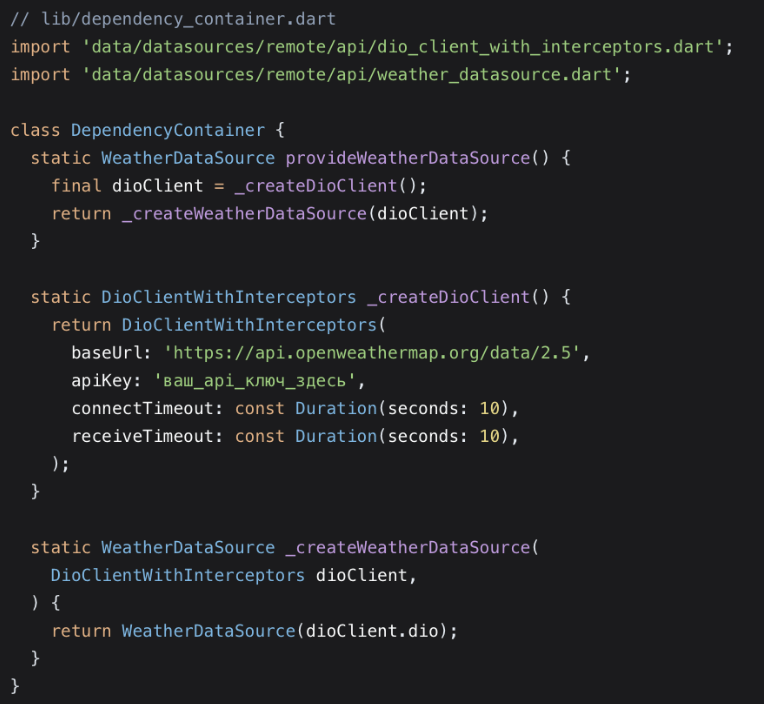 // lib/dependency_container.dart
import 'data/datasources/remote/api/dio_client_with_interceptors.dart';
import 'data/datasources/remote/api/weather_datasource.dart';

class DependencyContainer {
  static WeatherDataSource provideWeatherDataSource() {
    final dioClient = _createDioClient();
    return _createWeatherDataSource(dioClient);
  }

  static DioClientWithInterceptors _createDioClient() {
    return DioClientWithInterceptors(
      baseUrl: 'https://api.openweathermap.org/data/2.5',
      apiKey: 'ваш_api_ключ_здесь',
      connectTimeout: const Duration(seconds: 10),
      receiveTimeout: const Duration(seconds: 10),
    );
  }

  static WeatherDataSource _createWeatherDataSource(
    DioClientWithInterceptors dioClient,
  ) {
    return WeatherDataSource(dioClient.dio);
  }
}